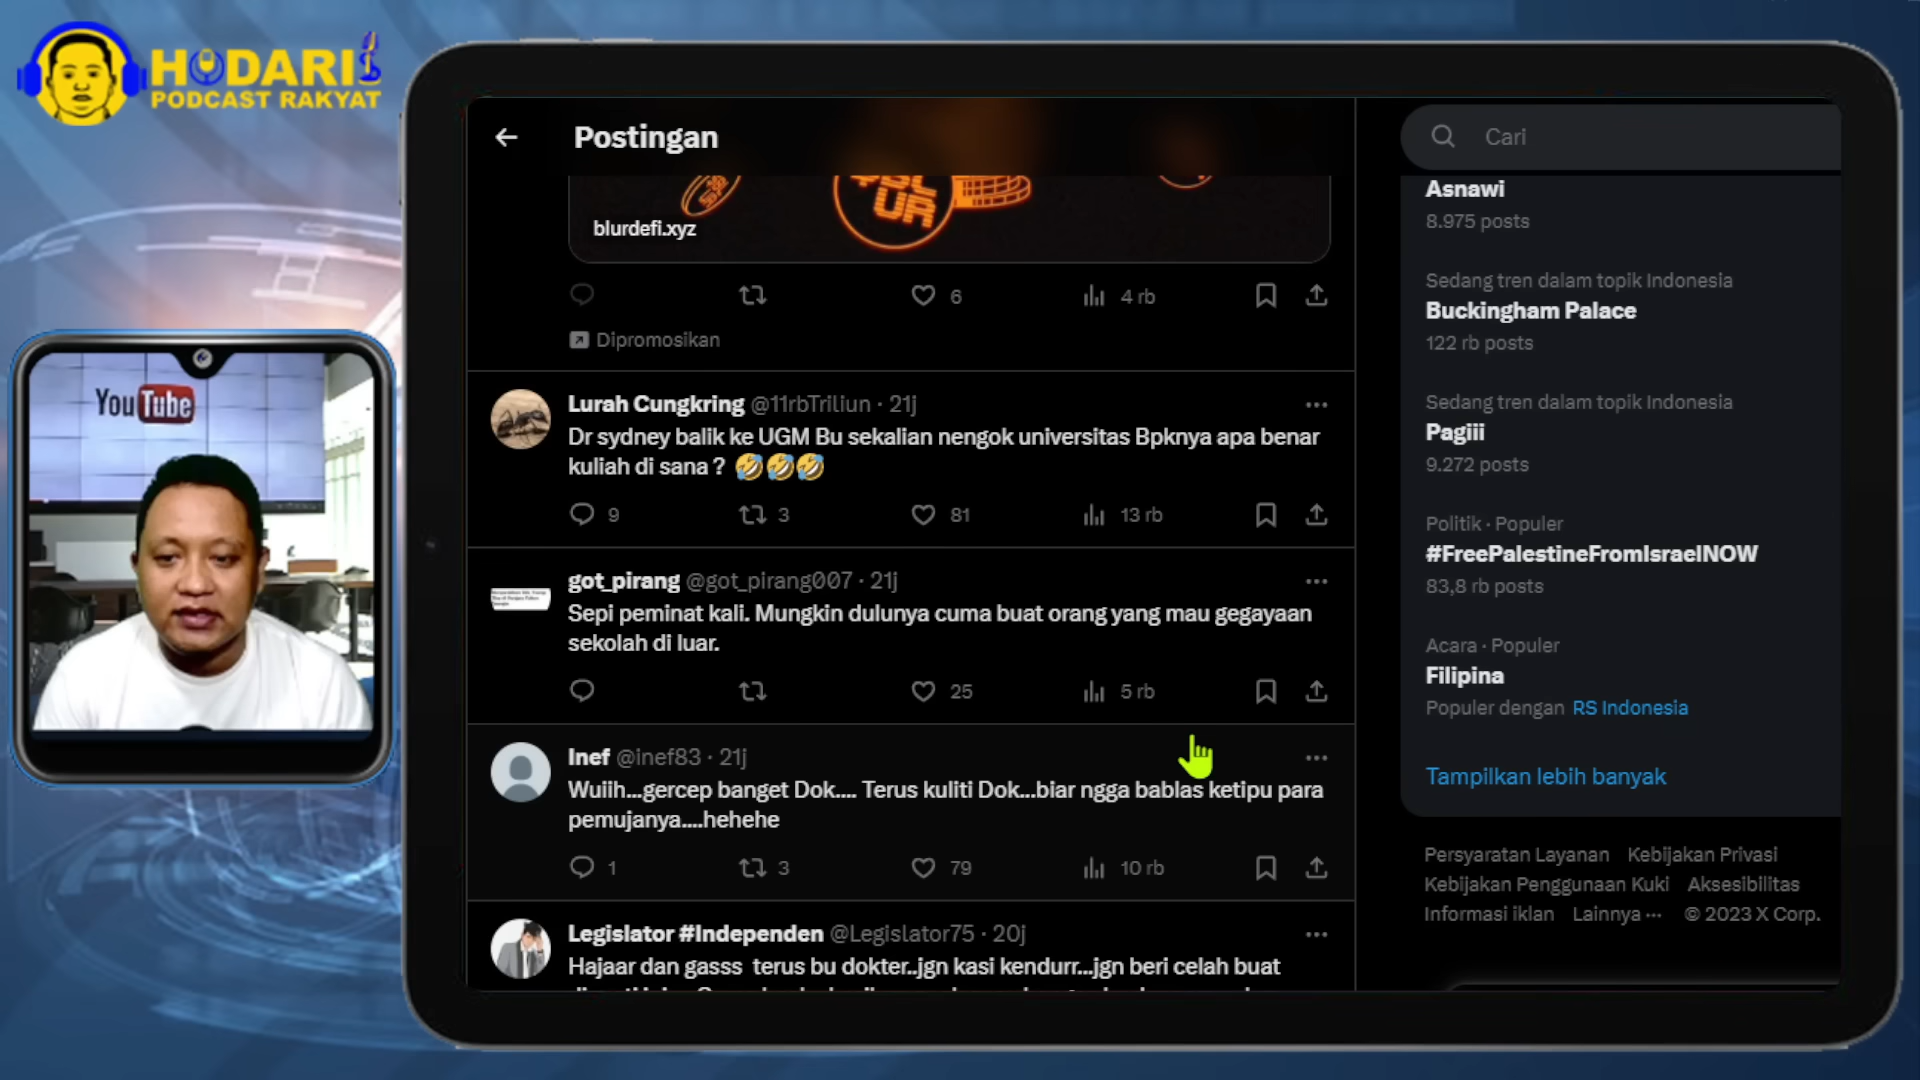 HODARI
PODCAST RAKYAT
YouTube
Postingan
blurdefi.xyz
6
4 rb
Dipromosikan
Lurah Cungkring @11rbTriliun · 21j
Dr sydney balik ke UGM Bu sekalian nengok universitas Bpknya apa benar
kuliah di sana ? 🤣🤣🤣
9
3
81
13 rb
got_pirang @got_pirang007 · 21j
Sepi peminat kali. Mungkin dulunya cuma buat orang yang mau gegayaan
sekolah di luar.
25
5 rb
Inef @inef83 · 21j
Wuiih...gercep banget Dok.... Terus kuliti Dok...biar ngga bablas ketipu para
pemujanya....hehehe
1
3
79
10 rb
Legislator #Independen @Legislator75 · 20j
Hajaar dan gasss terus bu dokter..jgn kasi kendurr...jgn beri celah buat
Cari
Asnawi
8.975 posts
Sedang tren dalam topik Indonesia
Buckingham Palace
122 rb posts
Sedang tren dalam topik Indonesia
Pagiii
9.272 posts
Politik · Populer
#FreePalestineFromIsraelNOW
83,8 rb posts
Acara · Populer
Filipina
Populer dengan RS Indonesia
Tampilkan lebih banyak
Persyaratan Layanan Kebijakan Privasi
Kebijakan Penggunaan Kuki Aksesibilitas
Informasi iklan Lainnya ··· © 2023 X Corp.